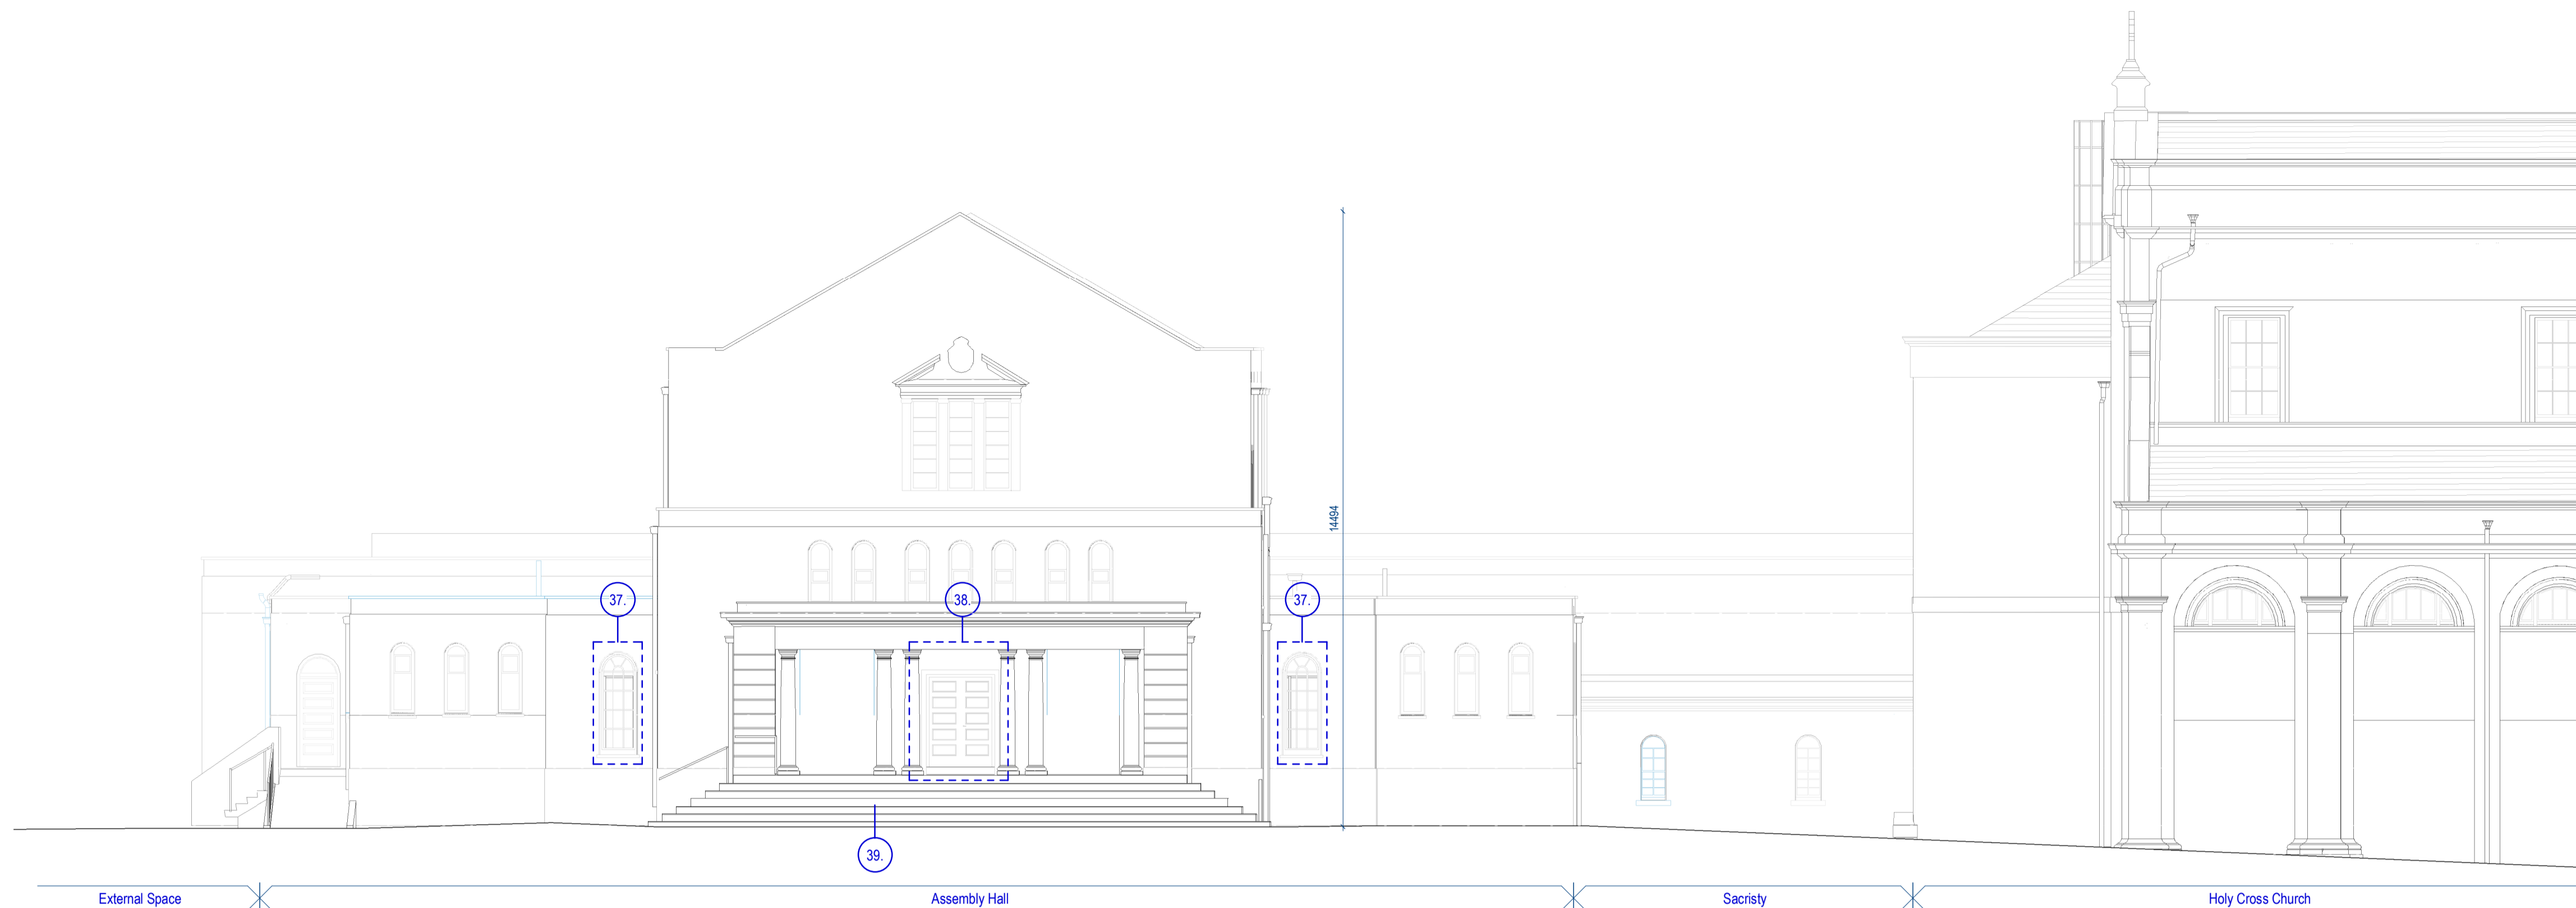 14494
37.
38.
37.
39.
External Space
Assembly Hall
Sacristy
Holy Cross Church